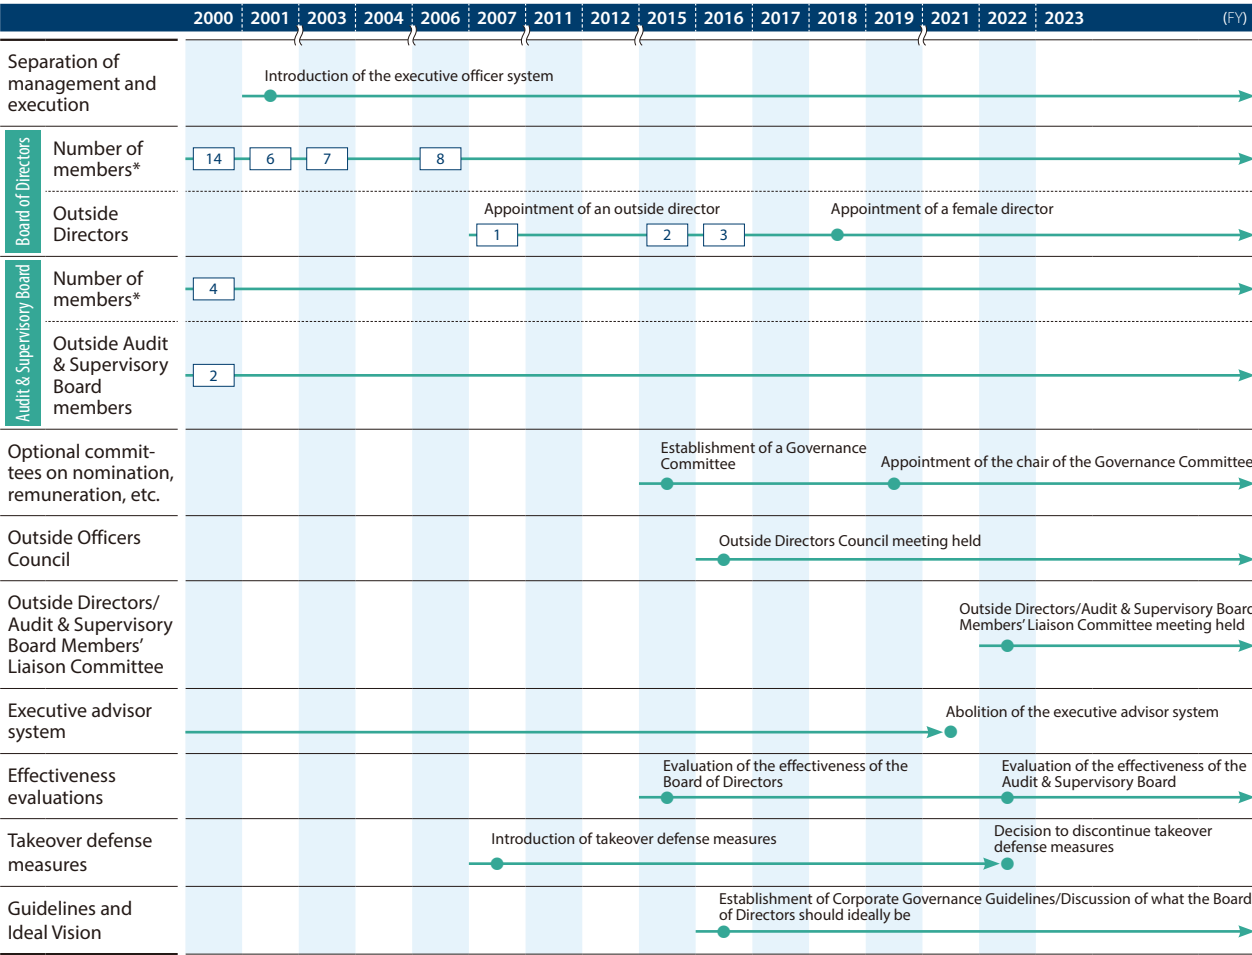 2000 2001 2003 2004 2006 2007 2011 2012 2015 2016 2017 2018 2019 2021 2022 2023 (FY)
Separation of
management and
execution
Introduction of the executive officer system
Board of Directors
Number of
members*
14 6 7 8
Outside
Directors
Appointment of an outside director
1 2 3
Appointment of a female director
Audit & Supervisory Board
Number of
members*
4
Outside Audit
& Supervisory
Board
members
2
Optional commit-
tees on nomination,
remuneration, etc.
Establishment of a Governance
Committee
Appointment of the chair of the Governance Committee
Outside Officers
Council
Outside Directors Council meeting held
Outside Directors/
Audit & Supervisory
Board Members’
Liaison Committee
Outside Directors/Audit & Supervisory Board
Members’ Liaison Committee meeting held
Executive advisor
system
Abolition of the executive advisor system
Effectiveness
evaluations
Evaluation of the effectiveness of the
Board of Directors
Evaluation of the effectiveness of the
Audit & Supervisory Board
Takeover defense
measures
Introduction of takeover defense measures
Decision to discontinue takeover
defense measures
Guidelines and
Ideal Vision
Establishment of Corporate Governance Guidelines/Discussion of what the Board
of Directors should ideally be